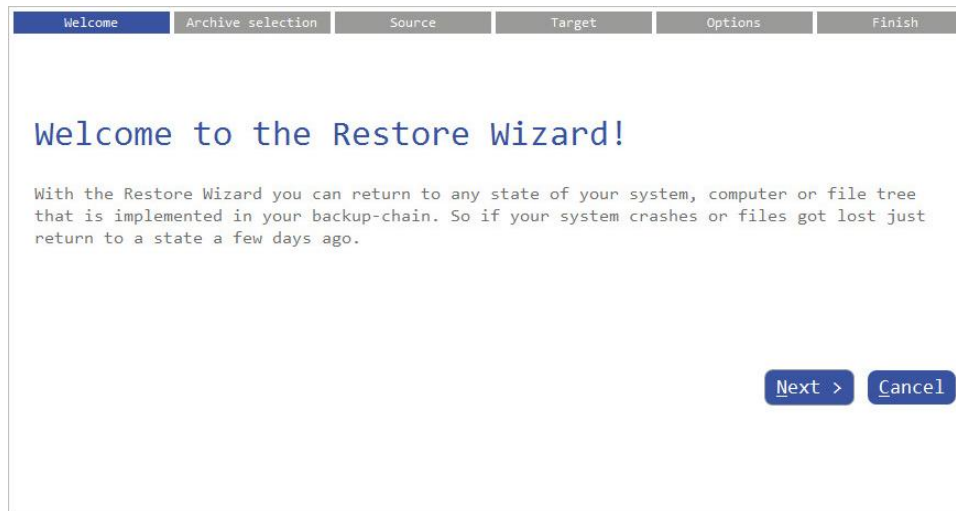 Welcome Archive selection Source Target Options Finish
Welcome to the Restore Wizard!
With the Restore Wizard you can return to any state of your system, computer or file tree
that is implemented in your backup-chain. So if your system crashes or files got lost just
return to a state a few days ago.
Next > Cancel